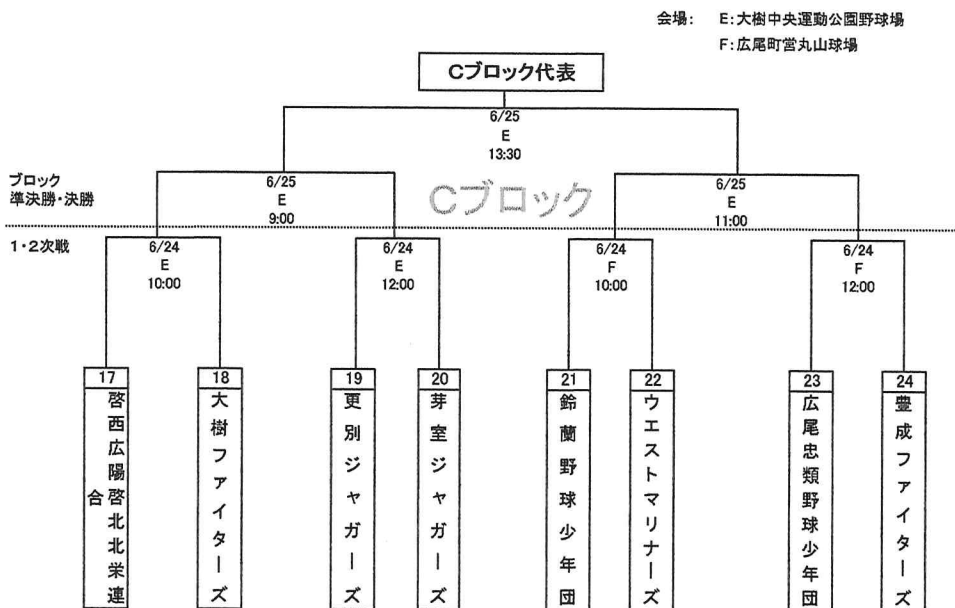 会場： E：大樹中央運動公園野球場
F：広尾町営丸山球場
Cブロック代表
6/25
E
13:30
ブロック
準決勝・決勝
6/25
E
9:00
Cブロック
6/25
E
11:00
1・2次戦
6/24
E
10:00
6/24
E
12:00
6/24
F
10:00
6/24
F
12:00
17
啓西広陽啓北北栄連
合
18
大樹ファイターズ
19
更別ジャガーズ
20
芽室ジャガーズ
21
鈴蘭野球少年団
22
ウエストマリナーズ
23
広尾忠類野球少年団
24
豊成ファイターズ